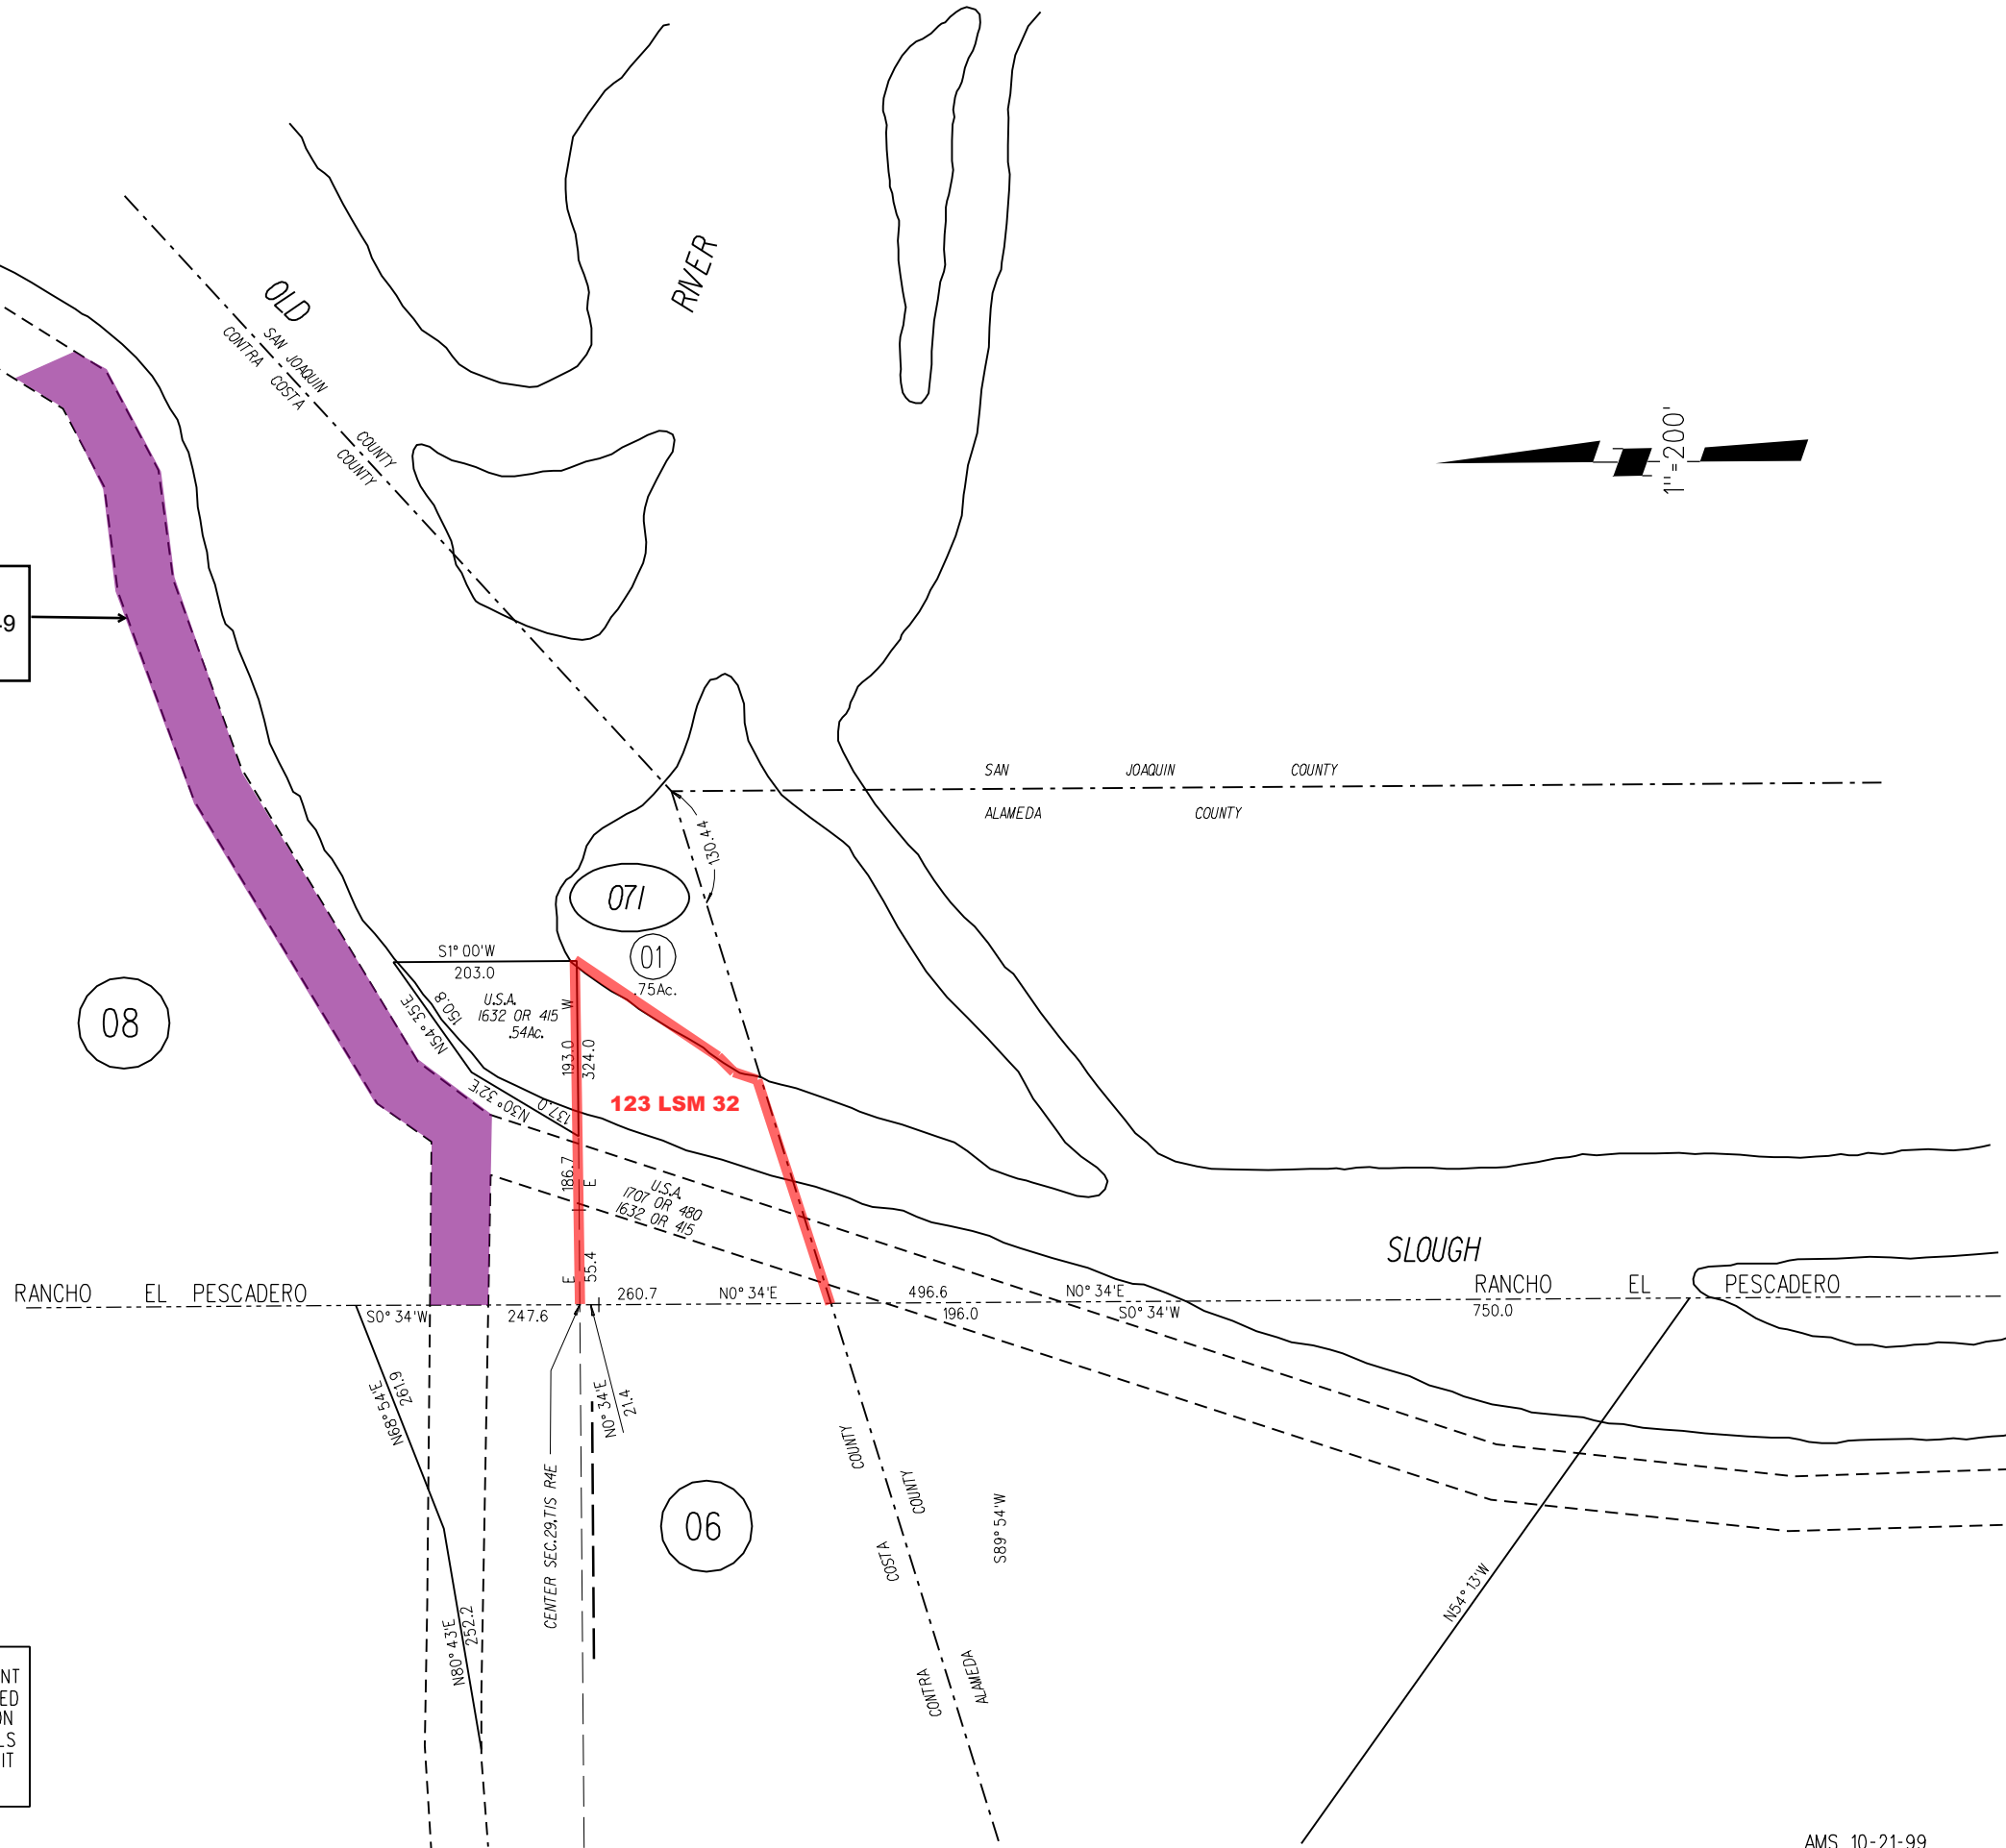 OLD
RIVER
SAN JOAQUIN COUNTY
CONTRA COSTA COUNTY
1"=200'
SAN JOAQUIN COUNTY
ALAMEDA COUNTY
130.44
071
01
.75Ac.
S1°00'W
203.0
U.S.A.
1632 OR 415
.54Ac.
150.8
N54°35'E
08
W
193.0
324.0
123 LSM 32
N30°32'E
137.0
186.7
E
U.S.A.
1707 OR 480
1632 OR 415
E
55.4
SLOUGH
RANCHO EL PESCADERO
260.7
N0°34'E
496.6
N0°34'E
RANCHO EL PESCADERO
S0°34'W
247.6
196.0
S0°34'W
750.0
261.9
N68°54'E
N0°34'E
21.4
CENTER SEC.29,T1S R4E
06
COUNTY
COUNTY
COSTA
S89°54'W
N54°13'W
N80°43'E
252.2
CONTRA
ALAMEDA
NT
ED
ON
LS
IT
AMS 10-21-99